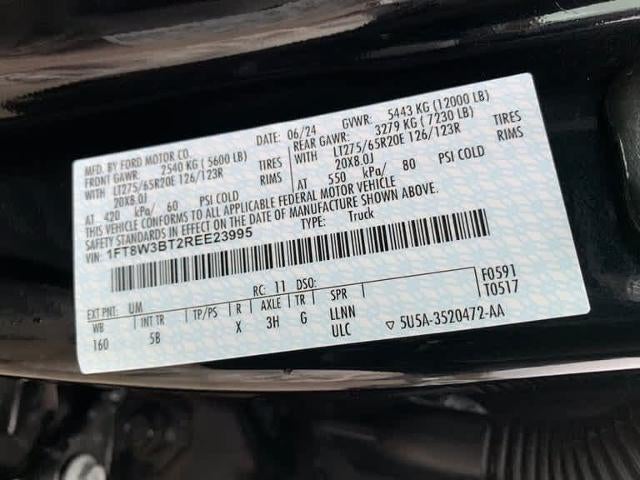 MFD. BY FORD MOTOR CO. DATE: 06/24 GVWR: 5443 KG (12000 LB)
FRONT GAWR: 2540 KG (5600 LB) REAR GAWR: 3279 KG (7230 LB)
WITH LT275/65R20E 126/123R TIRES WITH LT275/65R20E 126/123R TIRES
20X8.0J RIMS 20X8.0J RIMS
AT 420 kPa/ 60 PSI COLD AT 550 kPa/ 80 PSI COLD
THIS VEHICLE CONFORMS TO ALL APPLICABLE FEDERAL MOTOR VEHICLE
SAFETY STANDARDS IN EFFECT ON THE DATE OF MANUFACTURE SHOWN ABOVE.
VIN: 1FT8W3BT2REE23995 TYPE: Truck
EXT PNT: UM RC: 11 DSO: F0591
WB INT TR TP/PS R AXLE TR SPR T0517
160 5B X 3H G LLNN
ULC ▽ 5U5A-3520472-AA